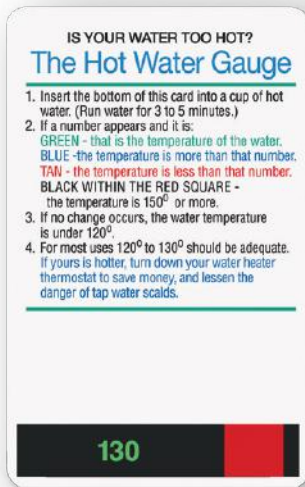 IS YOUR WATER TOO HOT?
The Hot Water Gauge
1. Insert the bottom of this card into a cup of hot
water. (Run water for 3 to 5 minutes.)
2. If a number appears and it is:
GREEN - that is the temperature of the water.
BLUE -the temperature is more than that number.
TAN - the temperature is less than that number.
BLACK WITHIN THE RED SQUARE -
the temperature is 150⁰ or more.
3. If no change occurs, the water temperature
is under 120⁰.
4. For most uses 120⁰ to 130⁰ should be adequate.
If yours is hotter, turn down your water heater
thermostat to save money, and lessen the
danger of tap water scalds.
130